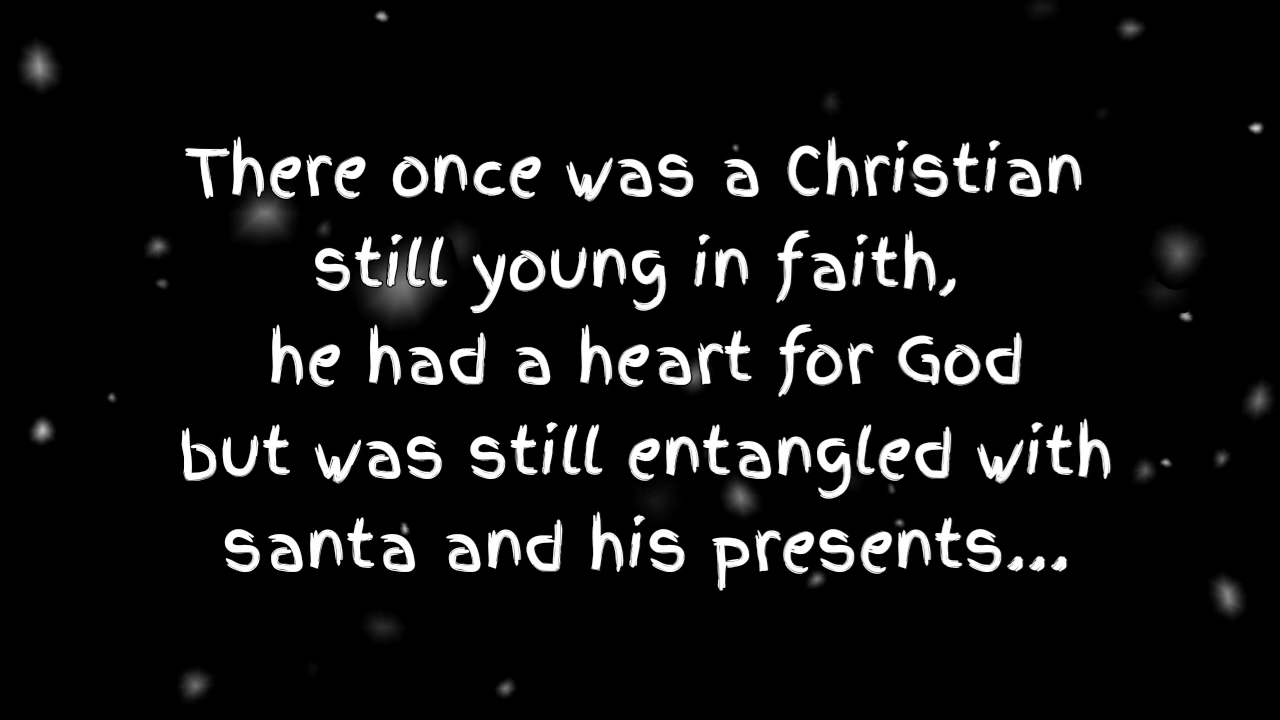 There once was a Christian
still young in faith,
he had a heart for God
but was still entangled with
santa and his presents...